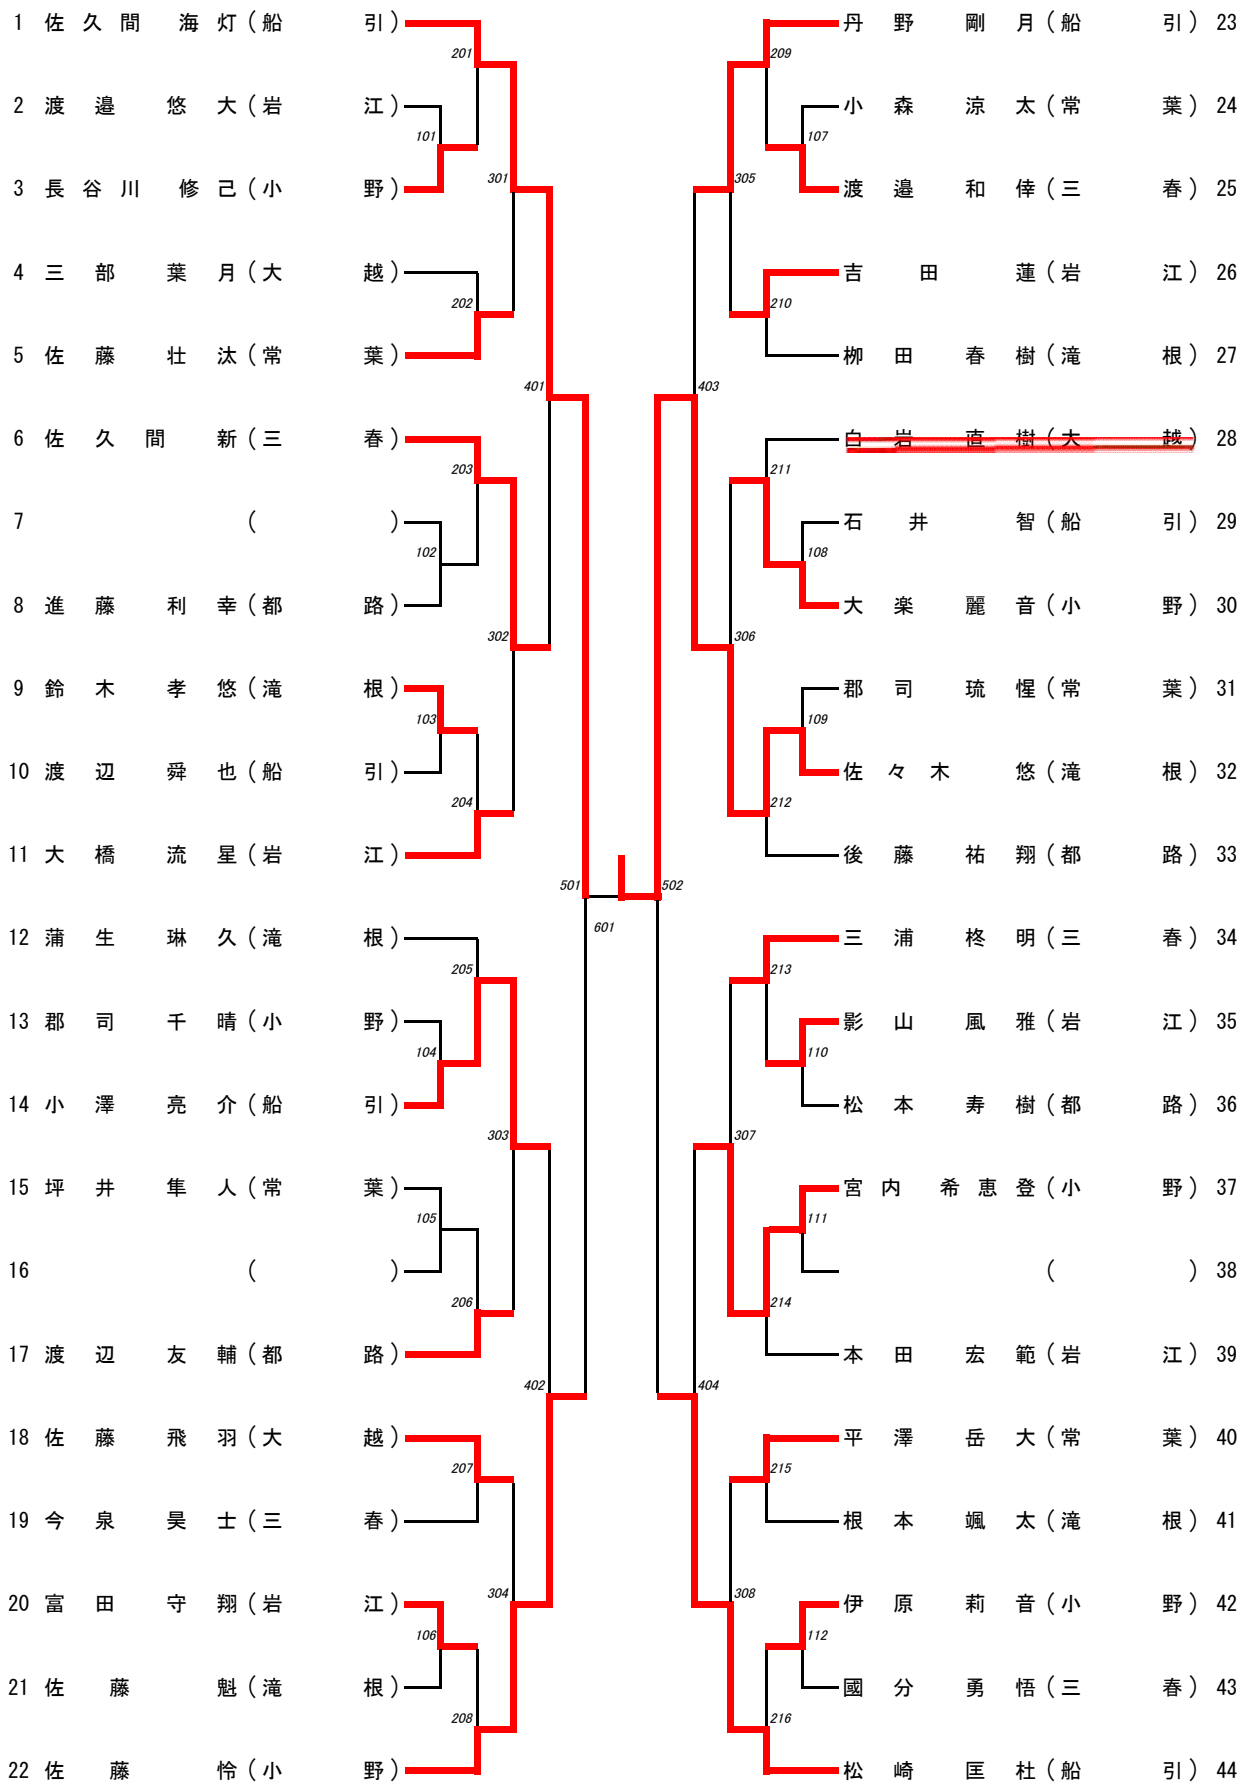 1 佐久間 海灯(船引)
2 渡邉 悠大(岩江)
3 長谷川 修己(小野)
4 三部 葉月(大越)
5 佐藤 壮汰(常葉)
6 佐久間 新(三春)
7 ( )
8 進藤 利幸(都路)
9 鈴木 孝悠(滝根)
10 渡辺 舜也(船引)
11 大橋 流星(岩江)
12 蒲生 琳久(滝根)
13 郡司 千晴(小野)
14 小澤 亮介(船引)
15 坪井 隼人(常葉)
16 ( )
17 渡辺 友輔(都路)
18 佐藤 飛羽(大越)
19 今泉 昊士(三春)
20 富田 守翔(岩江)
21 佐藤 魁(滝根)
22 佐藤 怜(小野)
101
102
103
104
105
106
201
202
203
204
205
206
207
208
301
302
303
304
401
402
501
601
502
403
404
305
306
307
308
209
210
211
212
213
214
215
216
107
108
109
110
111
112
丹野 剛月(船引) 23
小森 涼太(常葉) 24
渡邉 和倖(三春) 25
吉田 蓮(岩江) 26
栁田 春樹(滝根) 27
白岩 直樹(大越) 28
石井 智(船引) 29
大楽 麗音(小野) 30
郡司 琉惺(常葉) 31
佐々木 悠(滝根) 32
後藤 祐翔(都路) 33
三浦 柊明(三春) 34
影山 風雅(岩江) 35
松本 寿樹(都路) 36
宮内 希恵登(小野) 37
( ) 38
本田 宏範(岩江) 39
平澤 岳大(常葉) 40
根本 颯太(滝根) 41
伊原 莉音(小野) 42
國分 勇悟(三春) 43
松崎 匡杜(船引) 44